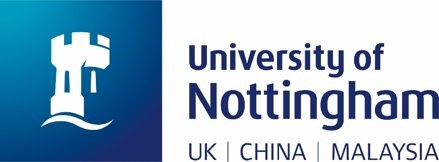 University of
Nottingham
UK | CHINA | MALAYSIA